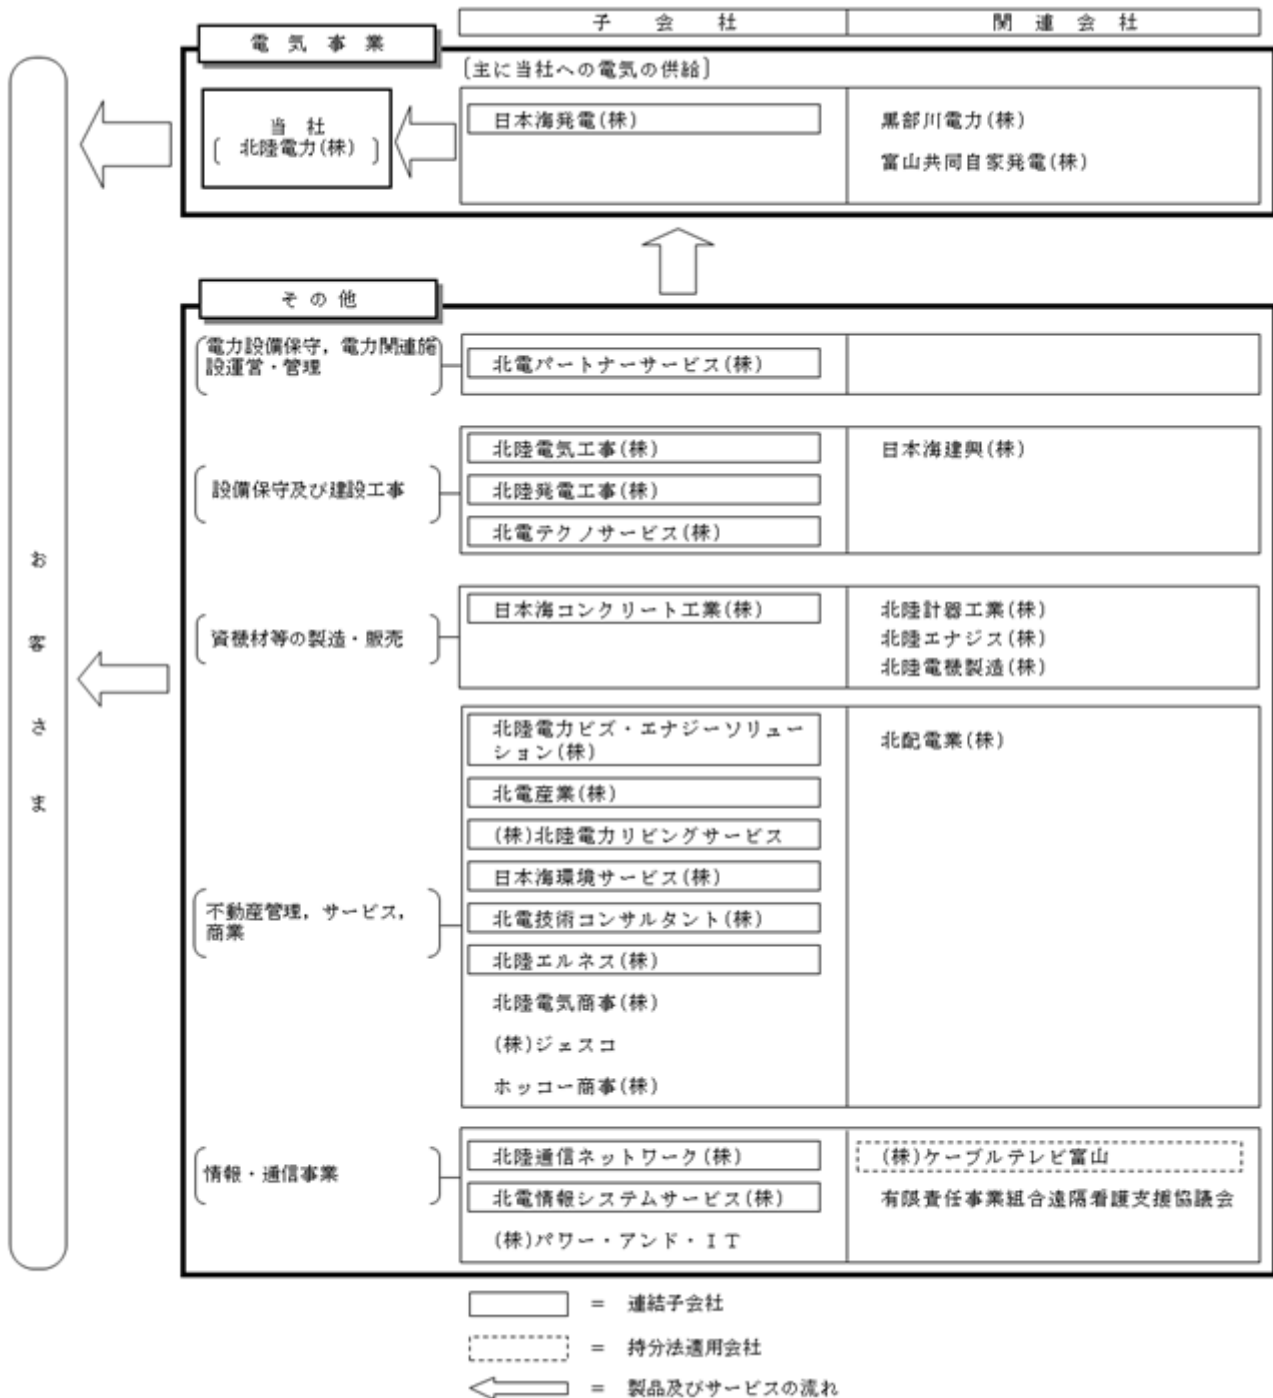 子会社 関連会社
電気事業
[主に当社への電気の供給]
当社
[北陸電力(株)]
日本海発電(株)
黒部川電力(株)
富山共同自家発電(株)
その他
電力設備保守，電力関連施
設運営・管理
北電パートナーサービス(株)
設備保守及び建設工事
北陸電気工事(株)
北陸発電工事(株)
北電テクノサービス(株)
日本海建興(株)
資機材等の製造・販売
日本海コンクリート工業(株)
北陸計器工業(株)
北陸エナジス(株)
北陸電機製造(株)
不動産管理，サービス，
商業
北陸電力ビズ・エナジーソリュー
ション(株)
北電産業(株)
(株)北陸電力リビングサービス
日本海環境サービス(株)
北電技術コンサルタント(株)
北陸エルネス(株)
北陸電気商事(株)
(株)ジェスコ
ホッコー商事(株)
北配電業(株)
情報・通信事業
北陸通信ネットワーク(株)
北電情報システムサービス(株)
(株)パワー・アンド・ＩＴ
(株)ケーブルテレビ富山
有限責任事業組合遠隔看護支援協議会
お客さま
= 連結子会社
= 持分法適用会社
= 製品及びサービスの流れ